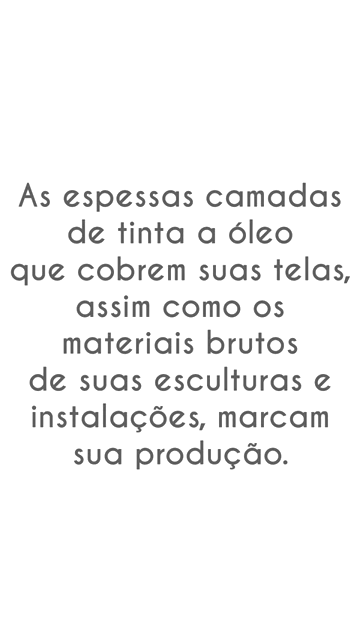 As espessas camadas
de tinta a óleo
que cobrem suas telas,
assim como os
materiais brutos
de suas esculturas e
instalações, marcam
sua produção.